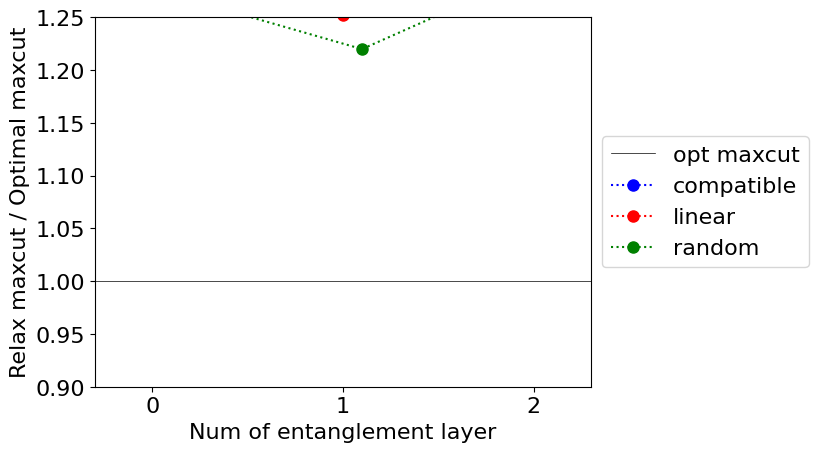 Relax maxcut / Optimal maxcut
1.25
1.20
1.15
1.10
1.05
1.00
0.95
0.90
0 1 2
Num of entanglement layer
opt maxcut
compatible
linear
random